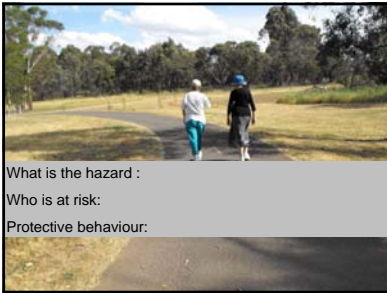 What is the hazard :
Who is at risk:
Protective behaviour: